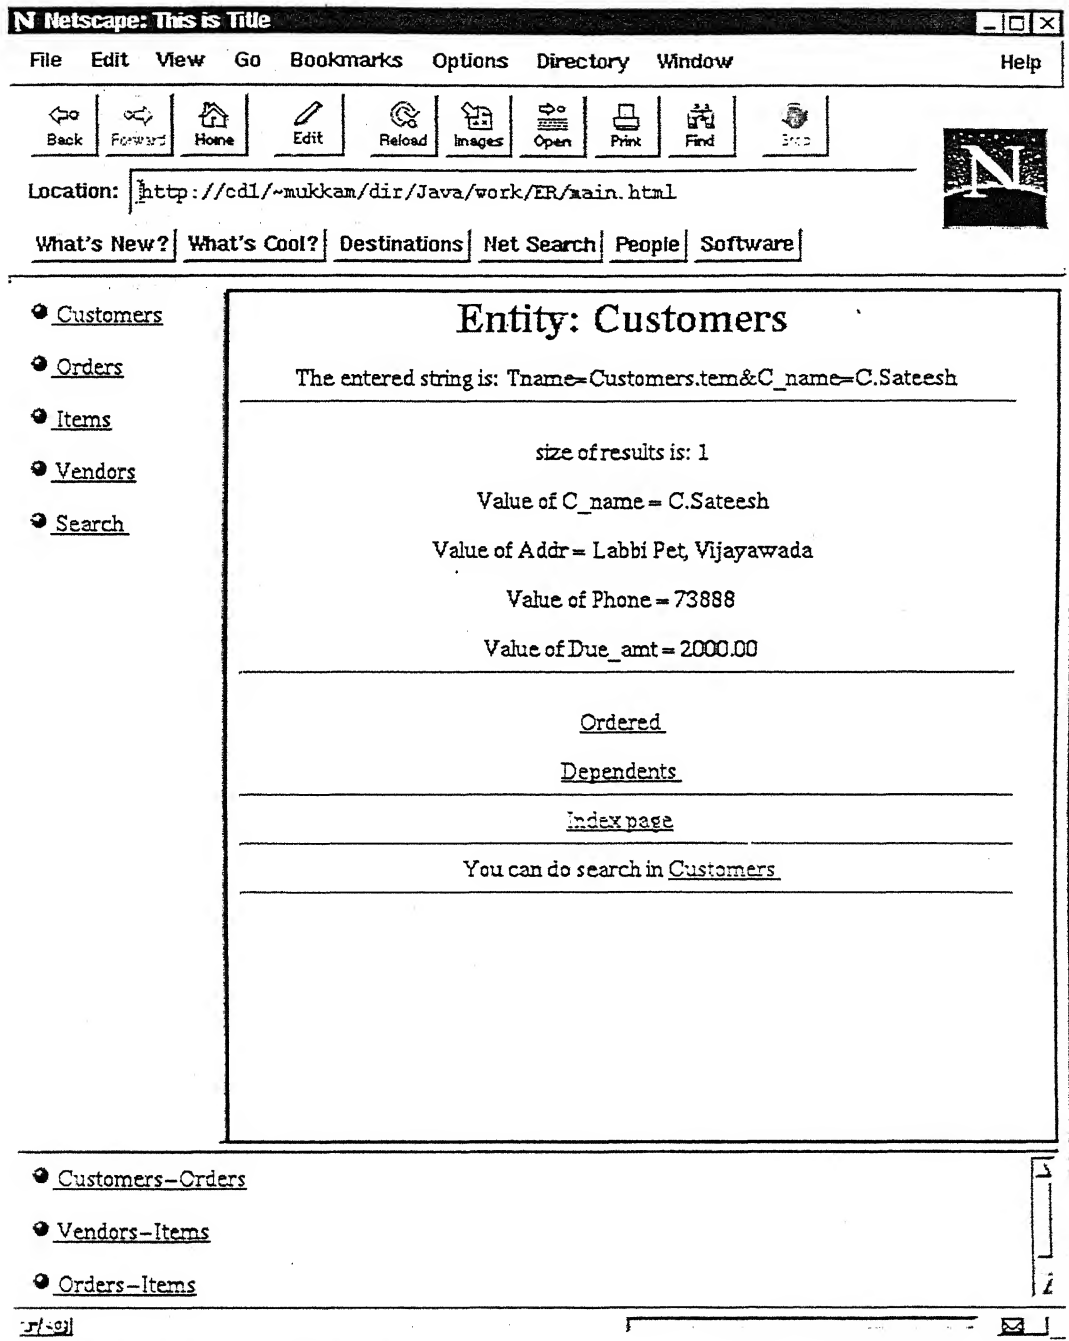 N Netscape: This is Title
File Edit View Go Bookmarks Options Directory Window Help
Back Forward Home Edit Reload Images Open Print Find Stop
N
Location: http://cd1/~mukkam/dir/Java/work/ER/main.html
What's New? What's Cool? Destinations Net Search People Software
Customers
Orders
Items
Vendors
Search
Entity: Customers
The entered string is: Tname=Customers.tem&C_name=C.Sateesh
size of results is: 1
Value of C_name = C.Sateesh
Value of Addr = Labbi Pet, Vijayawada
Value of Phone = 73888
Value of Due_amt = 2000.00
Ordered
Dependents
Index page
You can do search in Customers
Customers-Orders
Vendors-Items
Orders-Items